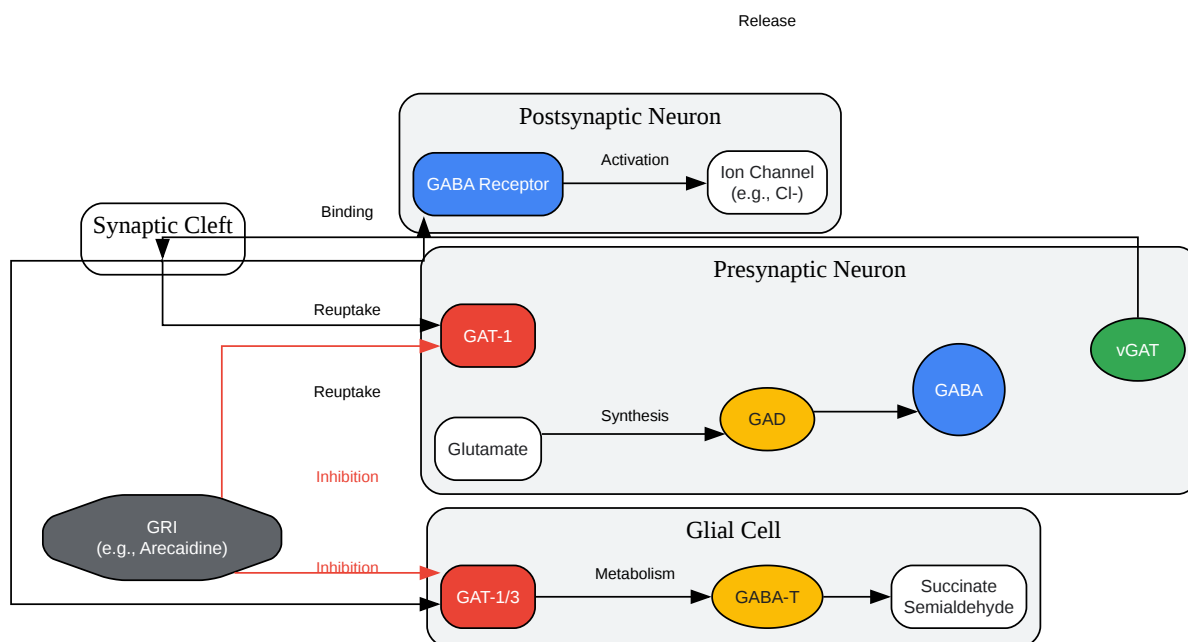 Release
Postsynaptic Neuron
Activation
GABA Receptor
Ion Channel
(e.g., Cl-)
Binding
Synaptic Cleft
Presynaptic Neuron
Reuptake
GAT-1
vGAT
Reuptake
GABA
Synthesis
GAD
Glutamate
Inhibition
GRI
(e.g., Arecaidine)
Glial Cell
Inhibition
Metabolism
GAT-1/3
GABA-T
Succinate
Semialdehyde